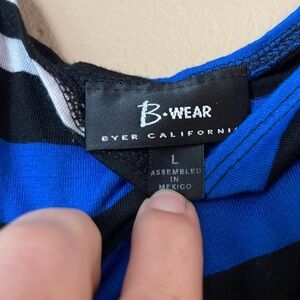 B·WEAR
BYER CALIFORNI
L
ASSEMBLED
IN
MEXICO